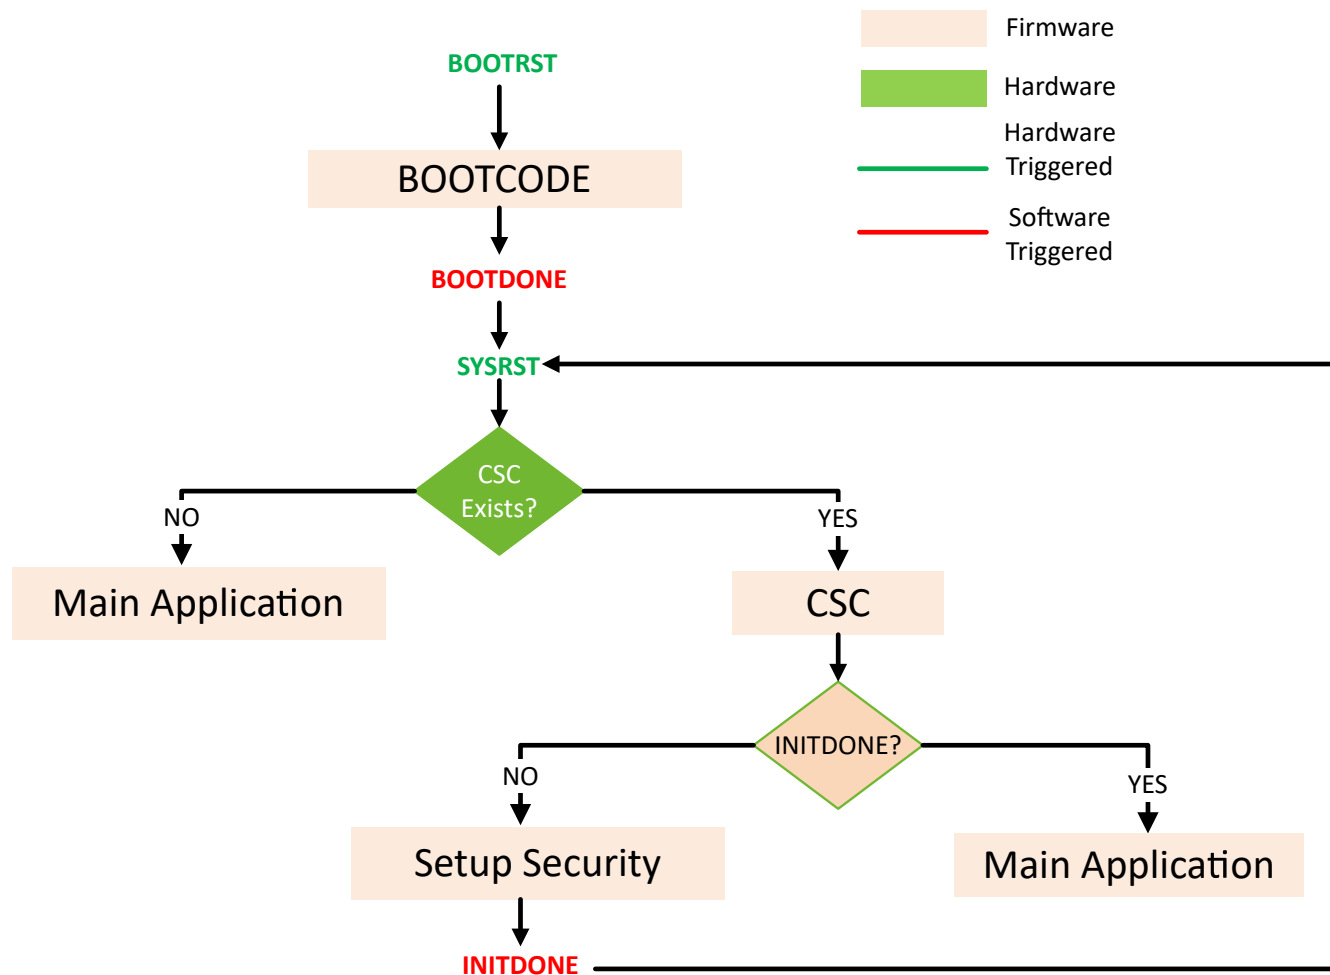 Firmware
BOOTRST
Hardware
Hardware
Triggered
BOOTCODE
Software
Triggered
BOOTDONE
SYSRST
CSC
Exists?
NO
YES
Main Application
CSC
INITDONE?
NO
YES
Setup Security
Main Application
INITDONE